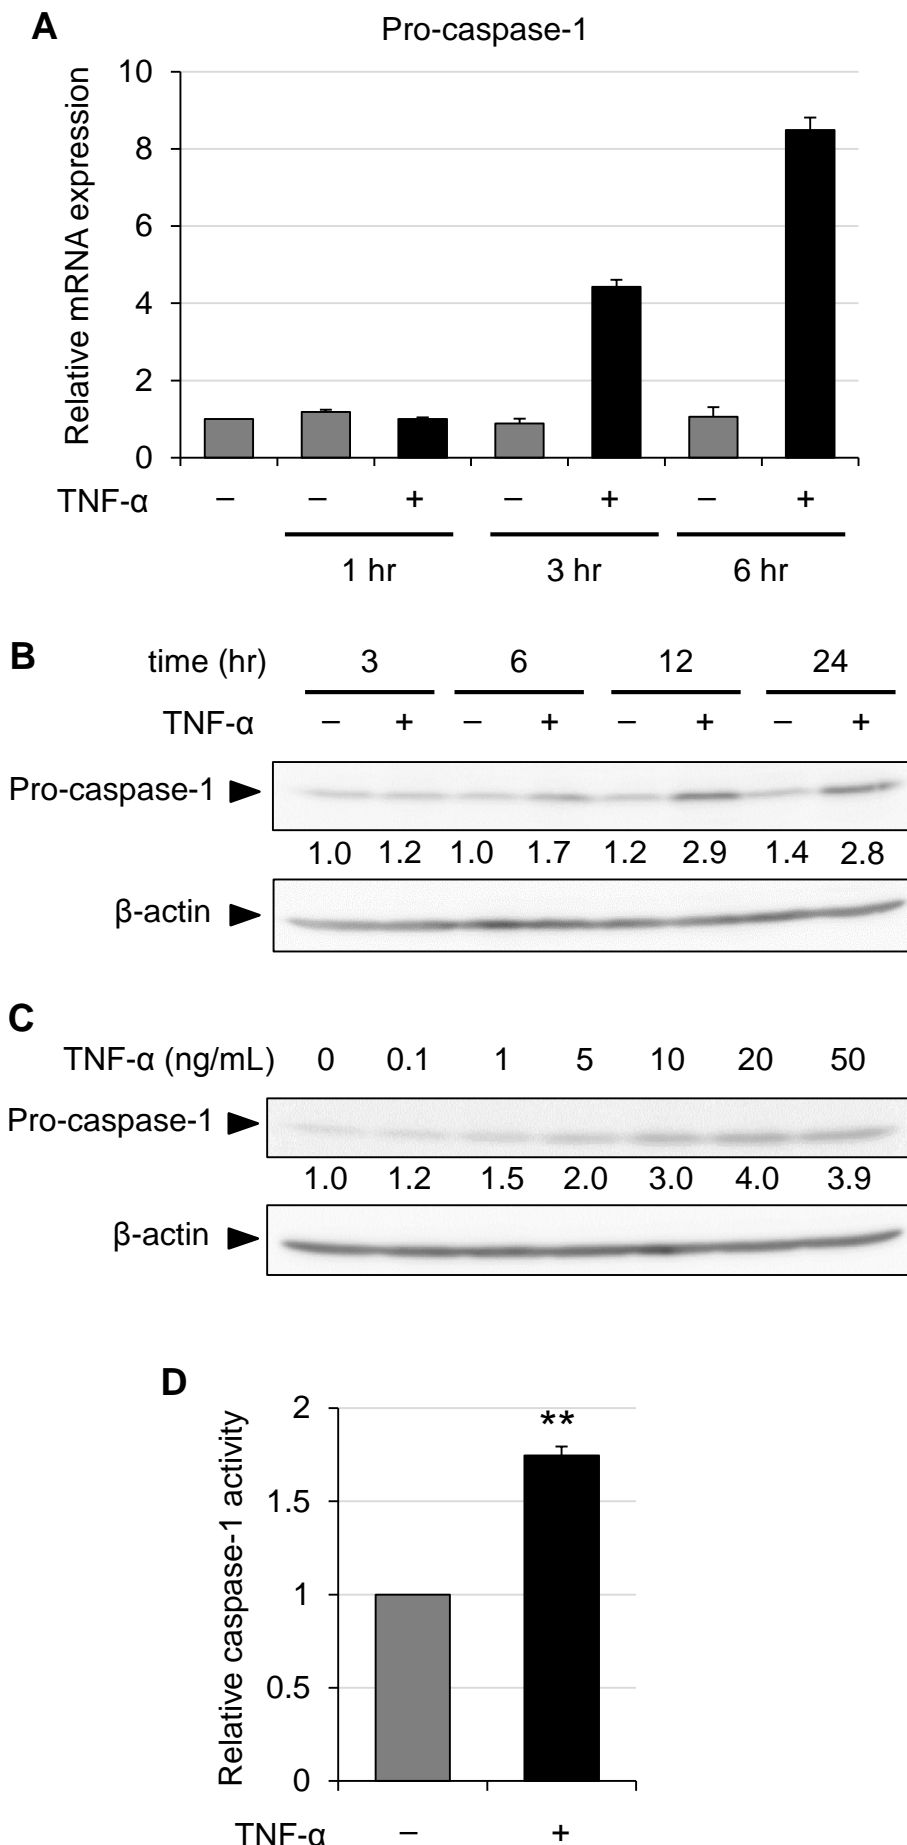 A
Pro-caspase-1
Relative mRNA expression
10
8
6
4
2
0
TNF-α – – + – + – +
1 hr 3 hr 6 hr
B
time (hr) 3 6 12 24
TNF-α – + – + – + – +
Pro-caspase-1
1.0 1.2 1.0 1.7 1.2 2.9 1.4 2.8
β-actin
C
TNF-α (ng/mL) 0 0.1 1 5 10 20 50
Pro-caspase-1
1.0 1.2 1.5 2.0 3.0 4.0 3.9
β-actin
D
Relative caspase-1 activity
2
1.5
1
0.5
0
**
TNF-α – +